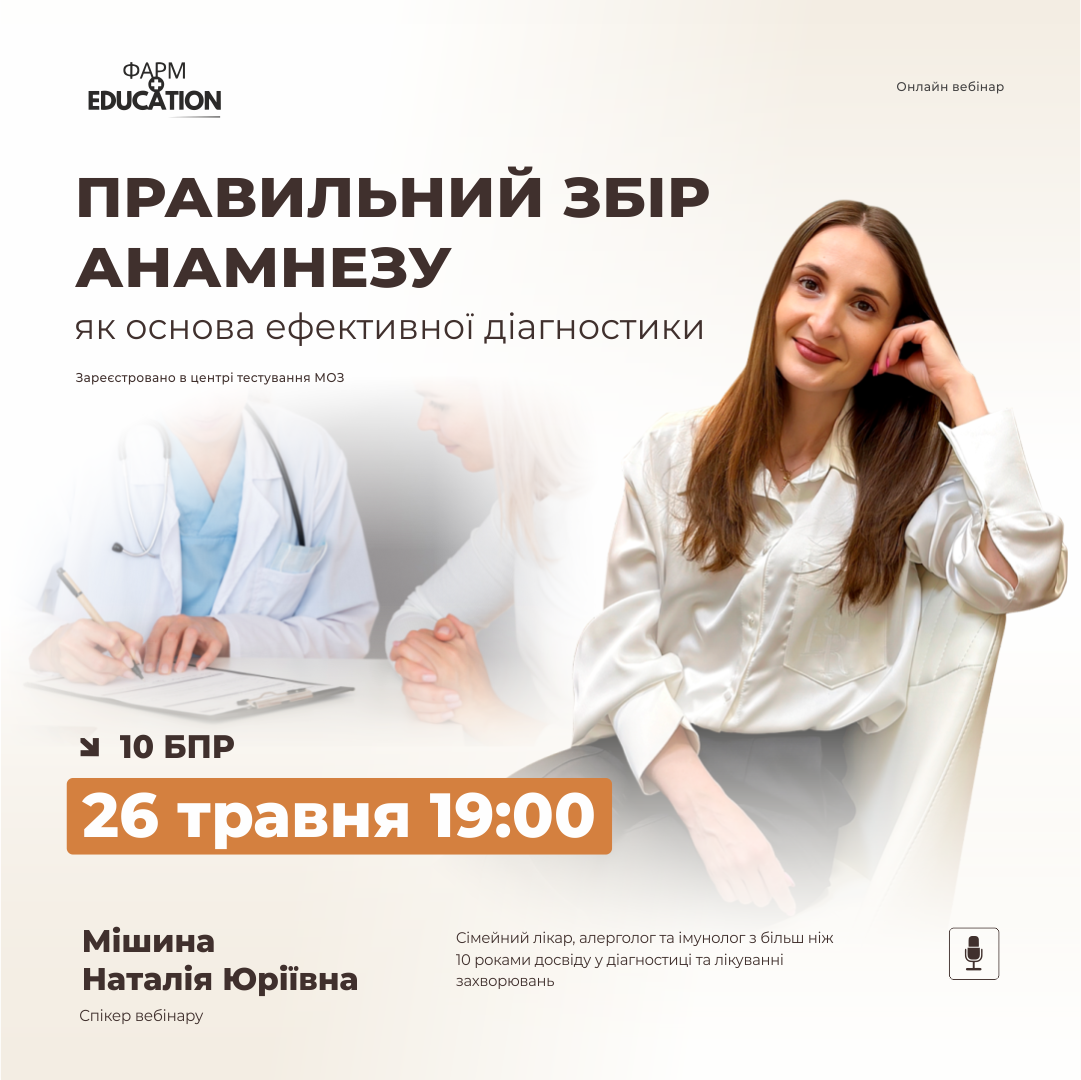 ФАРМ
EDUCATION
Онлайн вебінар
ПРАВИЛЬНИЙ ЗБІР
АНАМНЕЗУ
як основа ефективної діагностики
Зареєстровано в центрі тестування МОЗ
10 БПР
26 травня 19:00
Мішина
Наталія Юріївна
Спікер вебінару
Сімейний лікар, алерголог та імунолог з більш ніж
10 роками досвіду у діагностиці та лікуванні
захворювань